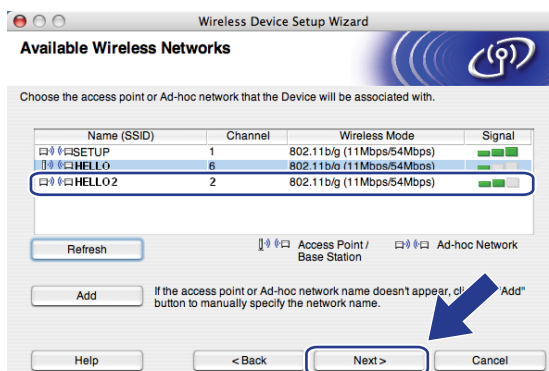 Wireless Device Setup Wizard
Available Wireless Networks
Choose the access point or Ad-hoc network that the Device will be associated with.
Name (SSID) Channel Wireless Mode Signal
SETUP 1 802.11b/g (11Mbps/54Mbps)
HELLO 6 802.11b/g (11Mbps/54Mbps)
HELLO2 2 802.11b/g (11Mbps/54Mbps)
Refresh
Access Point / Ad-hoc Network
Base Station
Add
If the access point or Ad-hoc network name doesn't appear, "Add"
button to manually specify the network name.
Help < Back Next > Cancel